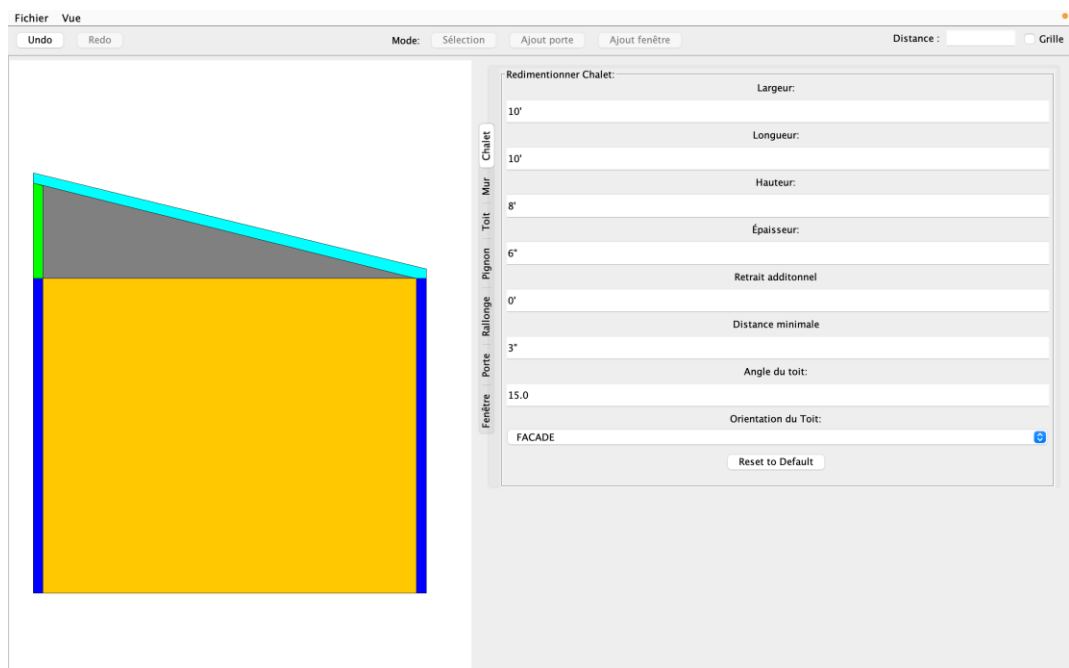 Fichier Vue
Undo Redo Mode: Sélection Ajout porte Ajout fenêtre Distance : Grille
Redimentionner Chalet:
Largeur:
10'
Longueur:
10'
Hauteur:
8'
Épaisseur:
6"
Retrait additonnel
0'
Distance minimale
3"
Angle du toit:
15.0
Orientation du Toit:
FACADE
Reset to Default
Chalet
Mur
Toit
Pignon
Rallonge
Porte
Fenêtre